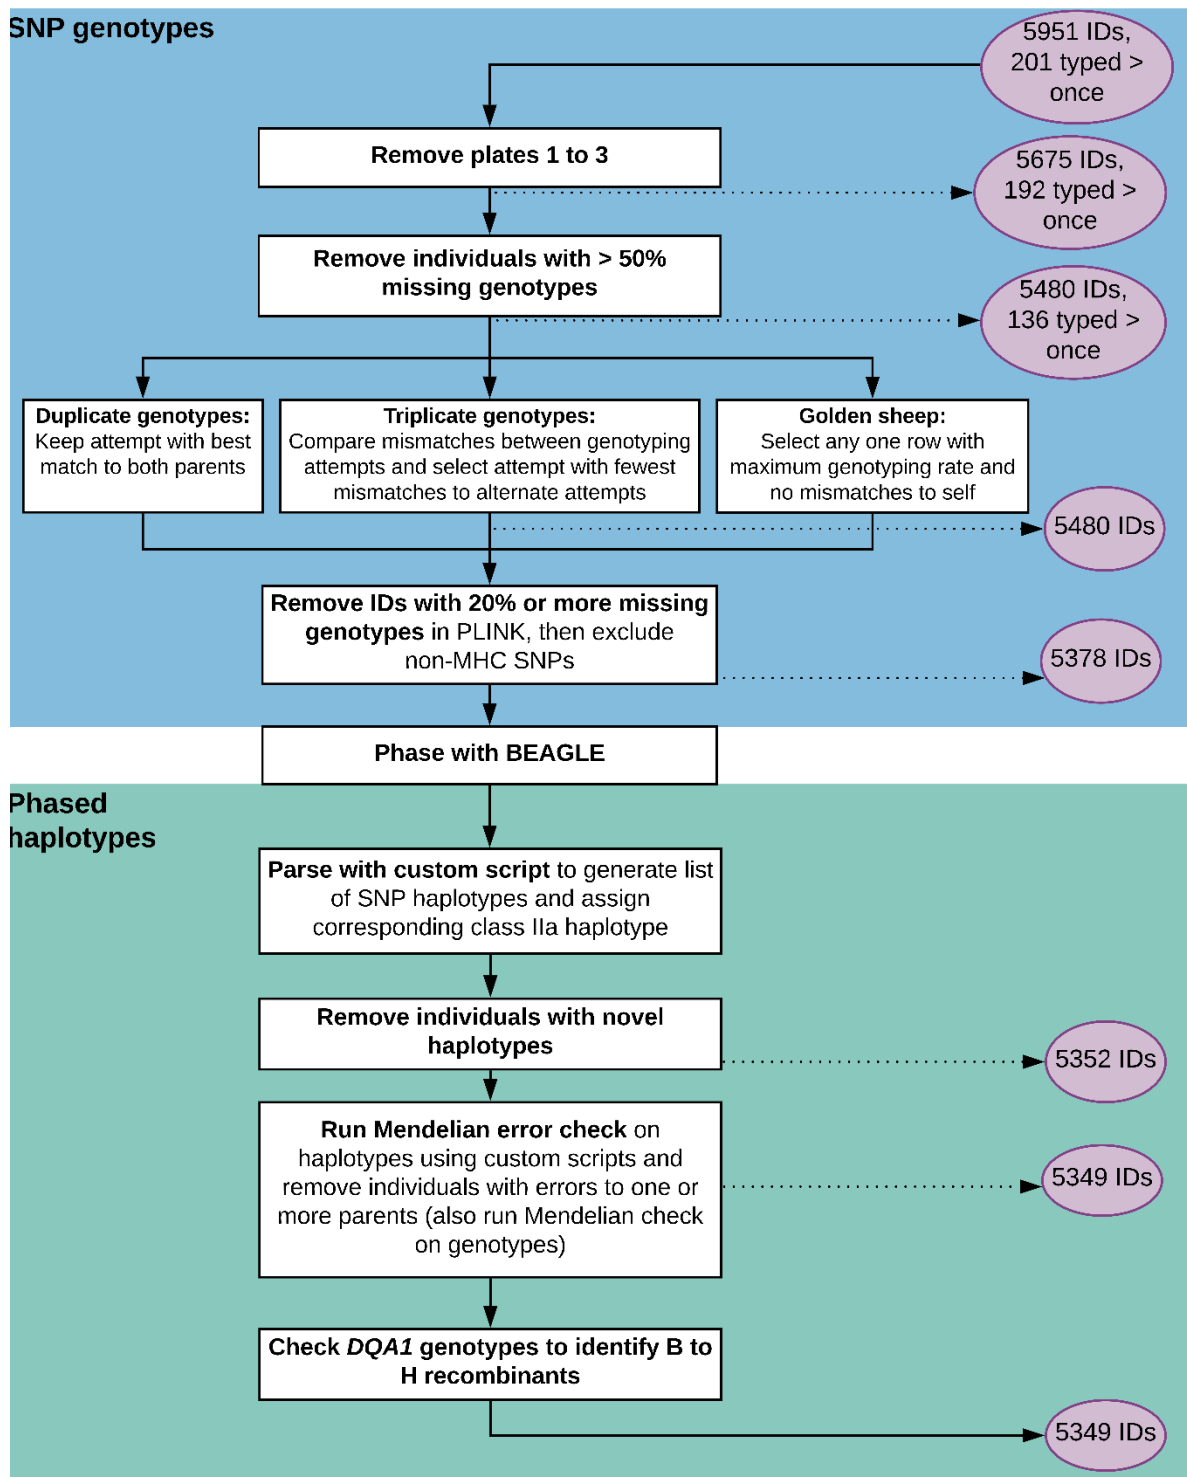 SNP genotypes
5951 IDs,
201 typed >
once
Remove plates 1 to 3
5675 IDs,
192 typed >
once
Remove individuals with > 50%
missing genotypes
5480 IDs,
136 typed >
once
Duplicate genotypes:
Keep attempt with best
match to both parents
Triplicate genotypes:
Compare mismatches between genotyping
attempts and select attempt with fewest
mismatches to alternate attempts
Golden sheep:
Select any one row with
maximum genotyping rate and
no mismatches to self
5480 IDs
Remove IDs with 20% or more missing
genotypes in PLINK, then exclude
non-MHC SNPs
5378 IDs
Phase with BEAGLE
Phased
haplotypes
Parse with custom script to generate list
of SNP haplotypes and assign
corresponding class IIa haplotype
Remove individuals with novel
haplotypes
5352 IDs
Run Mendelian error check on
haplotypes using custom scripts and
remove individuals with errors to one or
more parents (also run Mendelian check
on genotypes)
5349 IDs
Check DQA1 genotypes to identify B to
H recombinants
5349 IDs